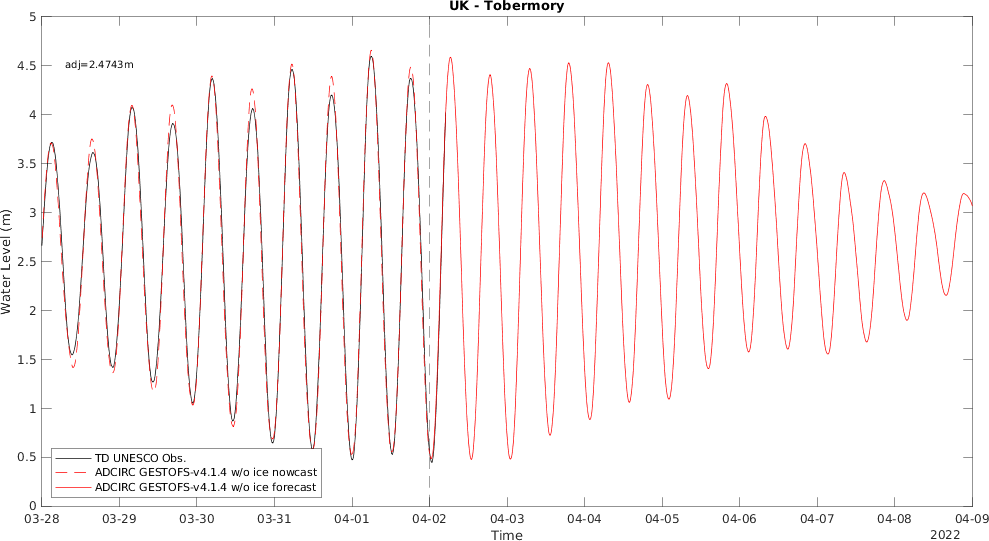 UK - Tobermory
adj=2.4743m
Water Level (m)
5
4.5
4
3.5
3
2.5
2
1.5
1
0.5
0
TD UNESCO Obs.
ADCIRC GESTOFS-v4.1.4 w/o ice nowcast
ADCIRC GESTOFS-v4.1.4 w/o ice forecast
03-28 03-29 03-30 03-31 04-01 04-02 04-03 04-04 04-05 04-06 04-07 04-08 04-09
Time
2022